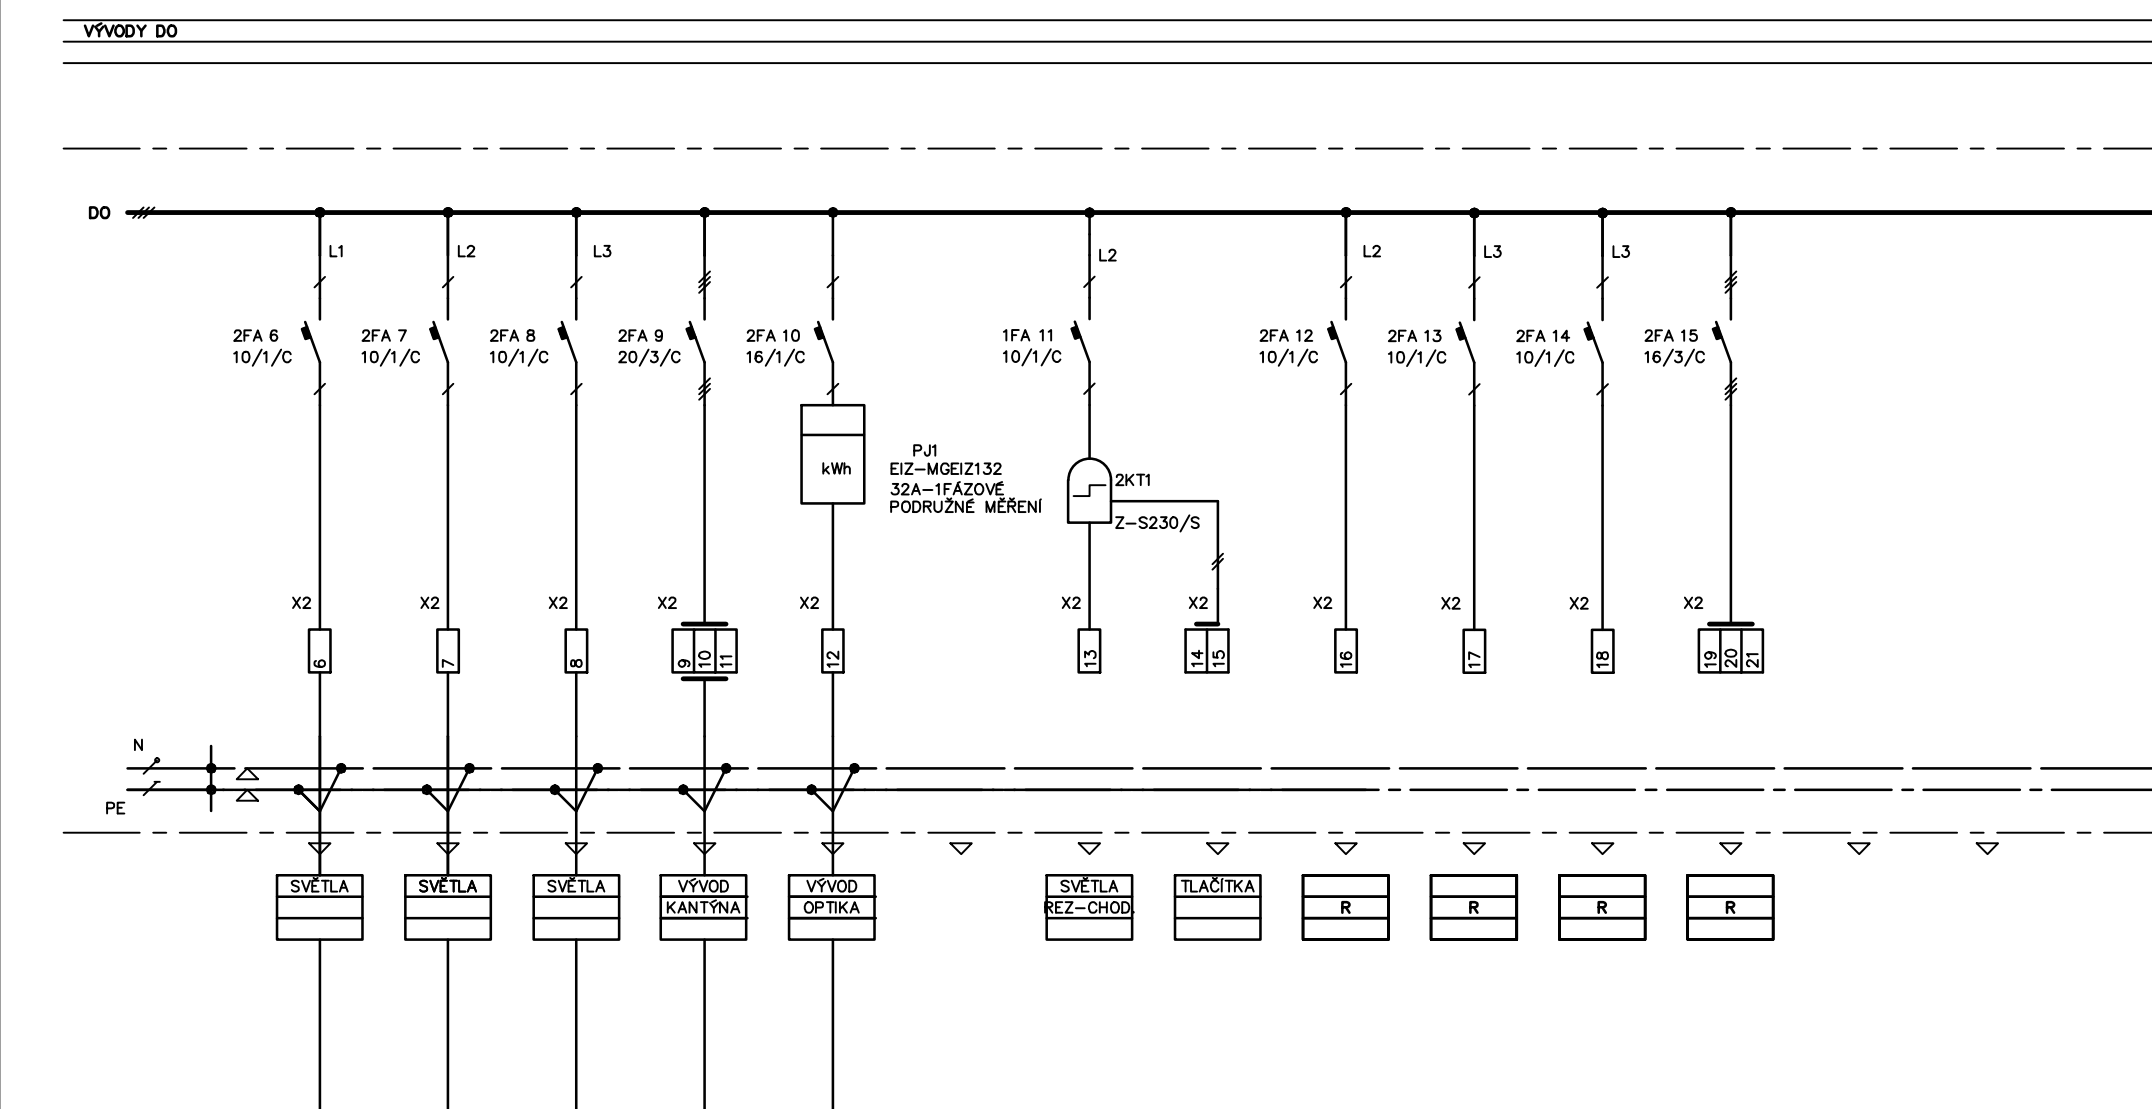 VÝVODY DO
DO
L1
L2
L3
L2
L2
L3
L3
2FA 6
10/1/C
2FA 7
10/1/C
2FA 8
10/1/C
2FA 9
20/3/C
2FA 10
16/1/C
1FA 11
10/1/C
2FA 12
10/1/C
2FA 13
10/1/C
2FA 14
10/1/C
2FA 15
16/3/C
kWh
PJ1
EIZ-MGEIZ132
32A-1FÁZOVÉ
PODRUŽNÉ MĚŘENÍ
2KT1
Z-S230/S
X2
X2
X2
X2
X2
X2
X2
X2
X2
X2
X2
6
7
8
9
10
11
12
13
14
15
16
17
18
19
20
21
N
PE
SVĚTLA
SVĚTLA
SVĚTLA
VÝVOD
KANTÝNA
VÝVOD
OPTIKA
SVĚTLA
REZ-CHOD.
TLAČÍTKA
R
R
R
R